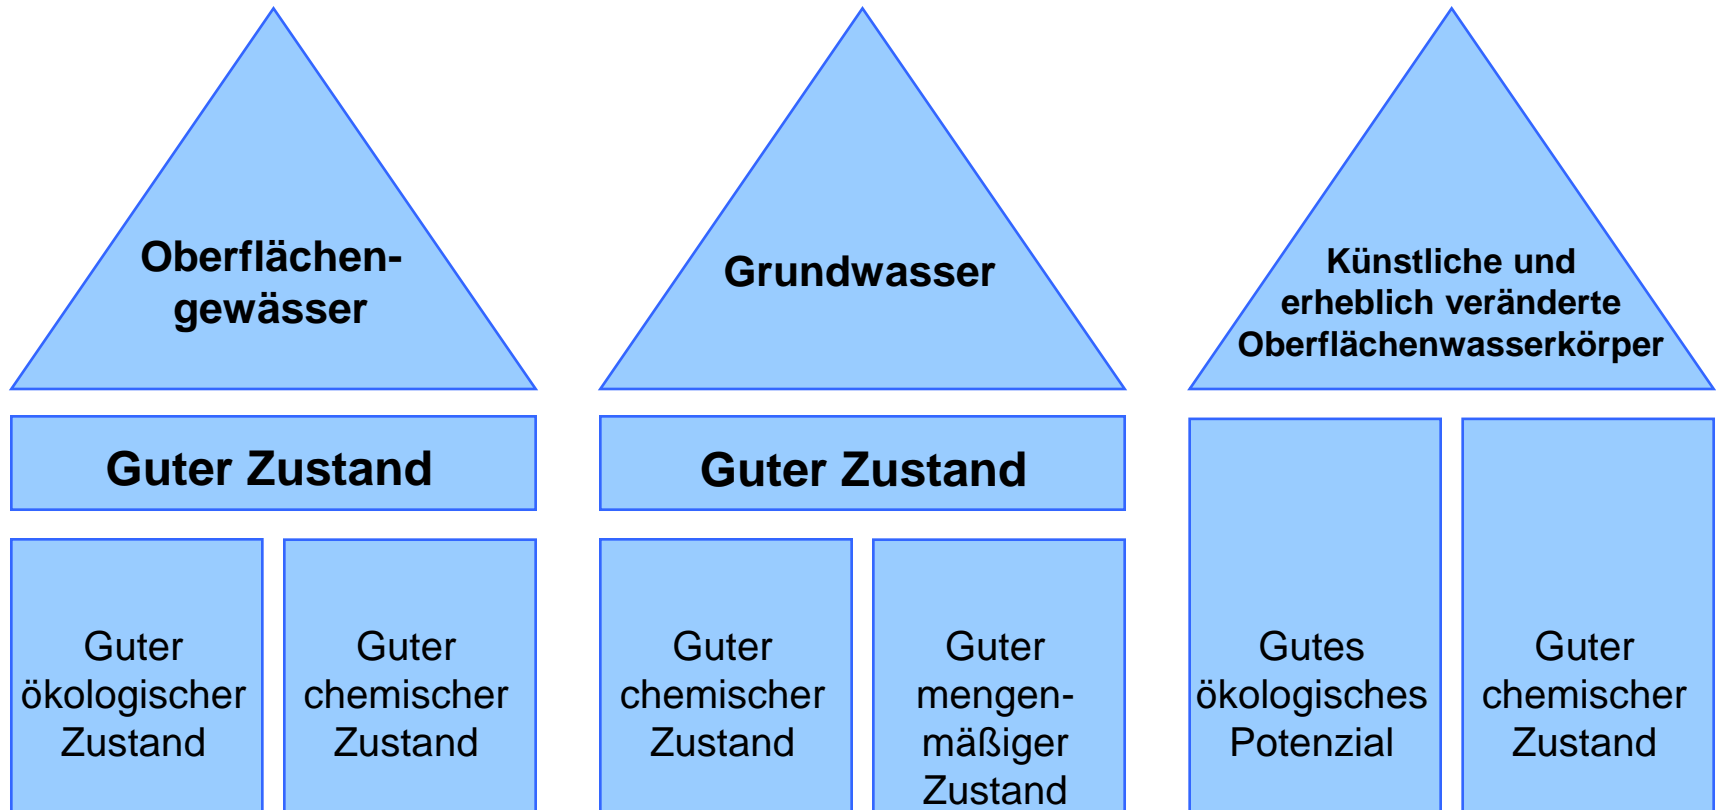 Oberflächen-
gewässer
Guter Zustand
Guter
ökologischer
Zustand
Guter
chemischer
Zustand
Grundwasser
Guter Zustand
Guter
chemischer
Zustand
Guter
mengen-
mäßiger
Zustand
Künstliche und
erheblich veränderte
Oberflächenwasserkörper
Gutes
ökologisches
Potenzial
Guter
chemischer
Zustand